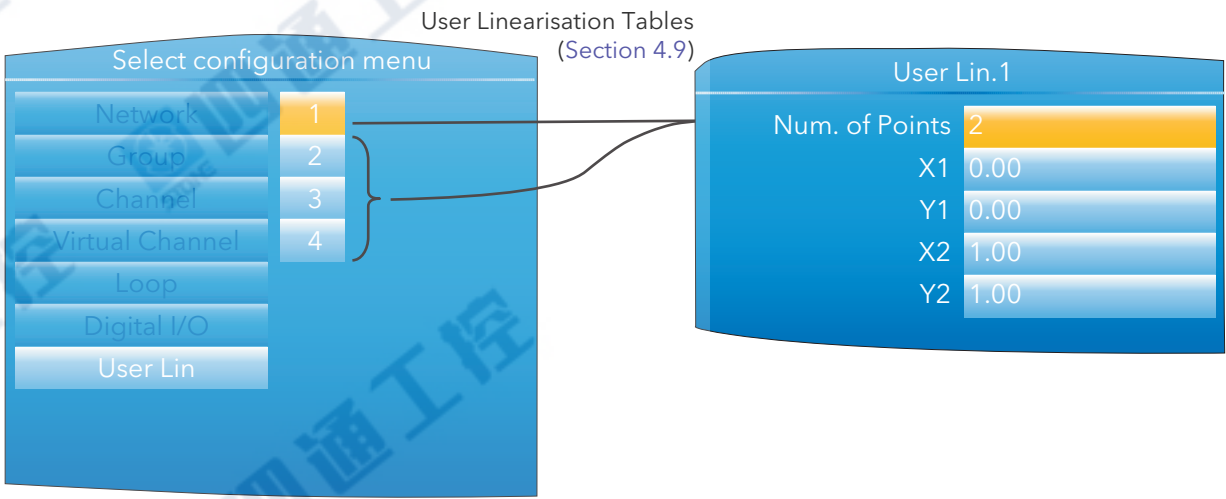 User Linearisation Tables
(Section 4.9)
Select configuration menu
Network
1
Group
2
Channel
3
Virtual Channel
4
Loop
Digital I/O
User Lin
User Lin.1
Num. of Points 2
X1 0.00
Y1 0.00
X2 1.00
Y2 1.00